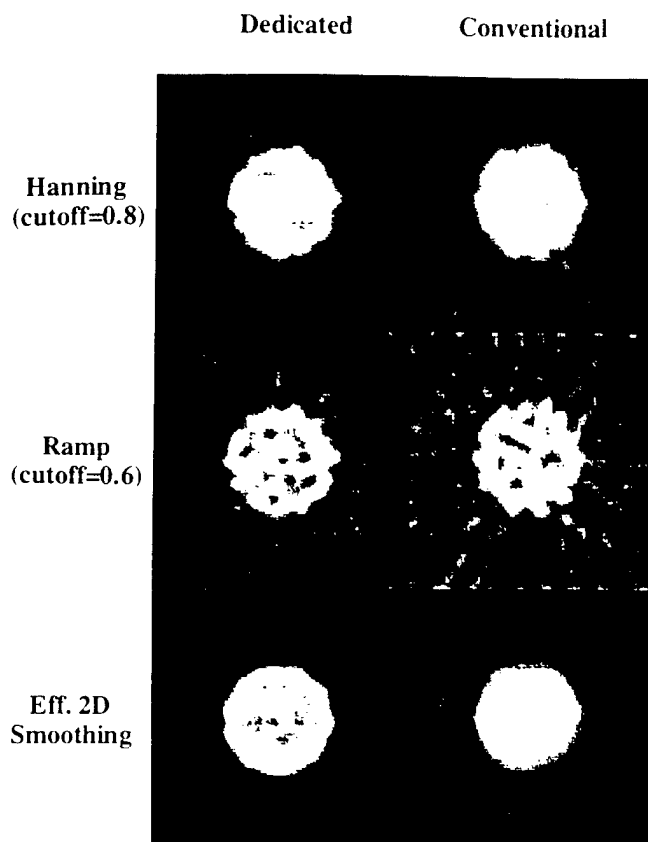 Dedicated Conventional
Hanning
(cutoff=0.8)
Ramp
(cutoff=0.6)
Eff. 2D
Smoothing